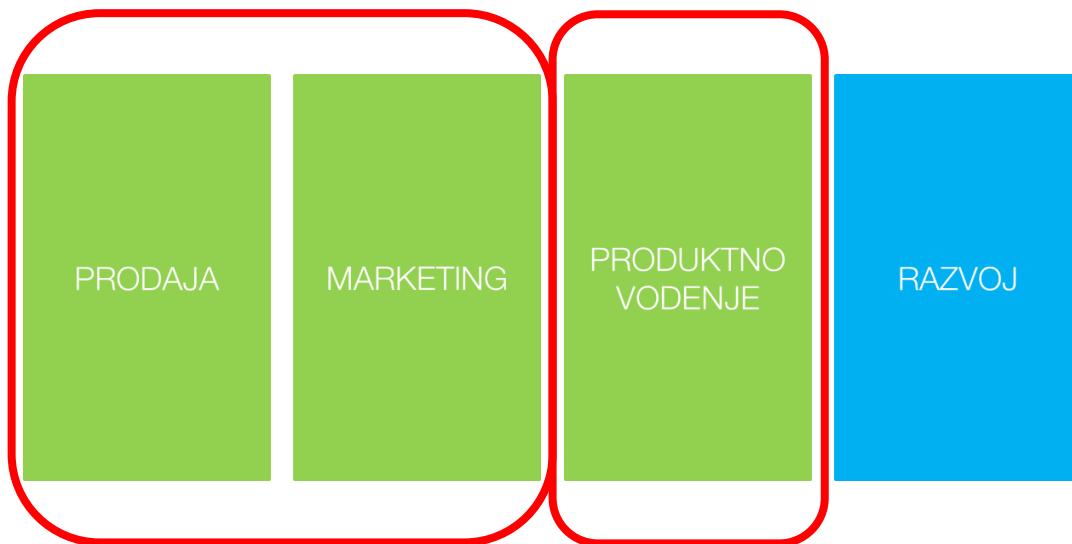 PRODAJA
MARKETING
PRODUKTNO
VODENJE
RAZVOJ